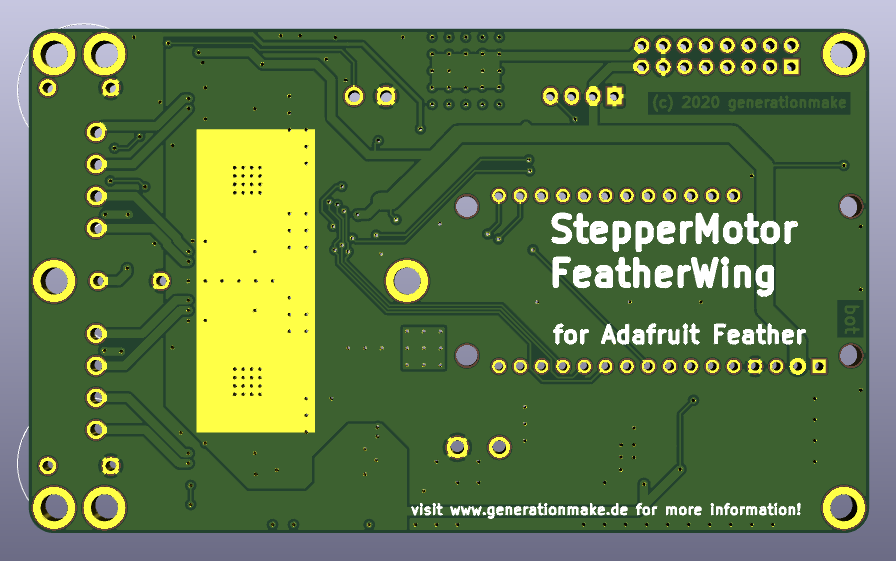 (c) 2020 generationmake
StepperMotor
FeatherWing
bot
for Adafruit Feather
visit www.generationmake.de for more information!